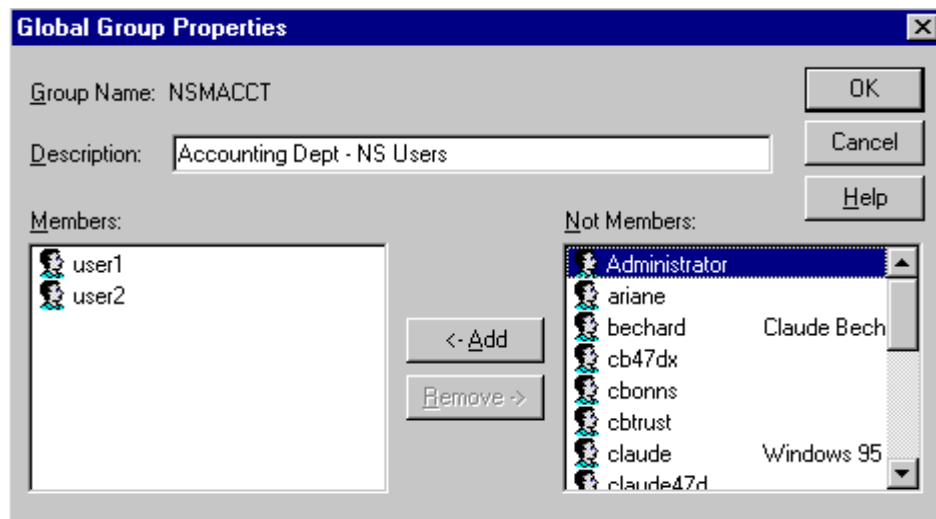 Global Group Properties
Group Name: NSMACCT
OK
Description: Accounting Dept - NS Users
Cancel
Help
Members:
Not Members:
user1
user2
<- Add
Remove ->
Administrator
ariane
bechard Claude Bech
cb47dx
cbonns
cbtrust
claude Windows 95
claude47d